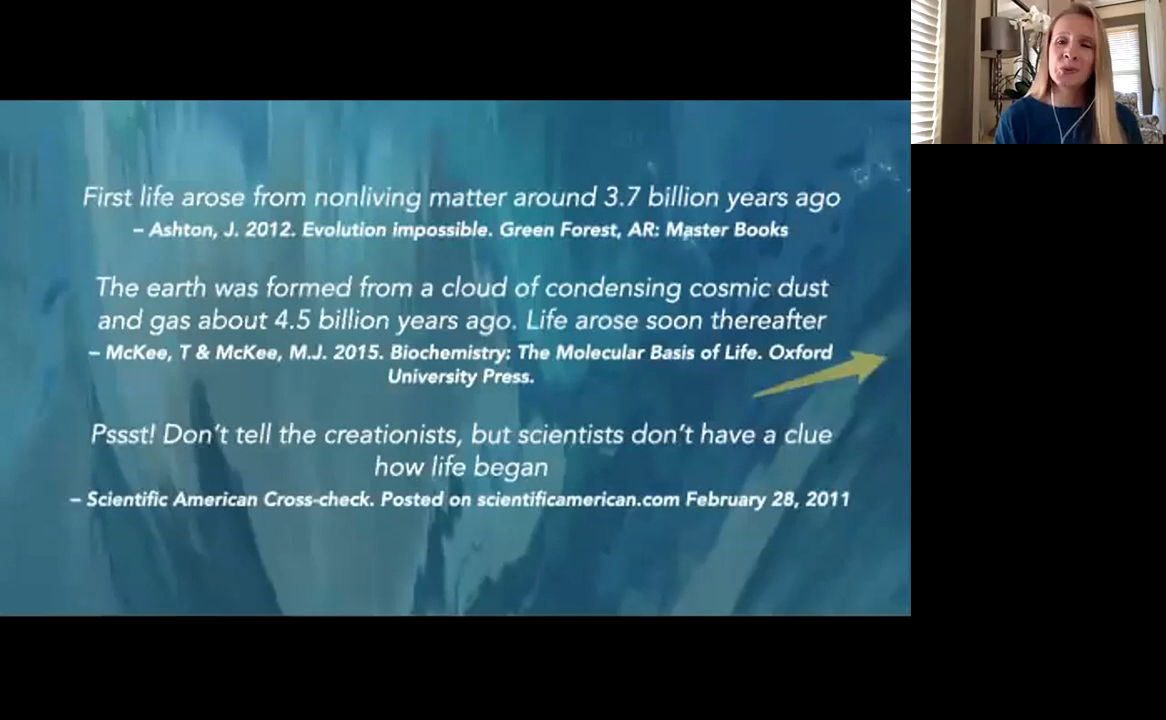 First life arose from nonliving matter around 3.7 billion years ago
– Ashton, J. 2012. Evolution impossible. Green Forest, AR: Master Books
The earth was formed from a cloud of condensing cosmic dust
and gas about 4.5 billion years ago. Life arose soon thereafter
– McKee, T & McKee, M.J. 2015. Biochemistry: The Molecular Basis of Life. Oxford
University Press.
Pssst! Don't tell the creationists, but scientists don't have a clue
how life began
– Scientific American Cross-check. Posted on scientificamerican.com February 28, 2011